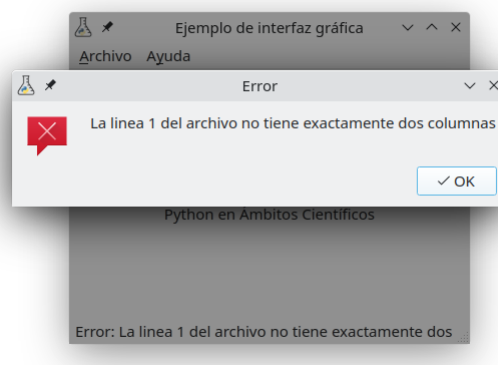 Ejemplo de interfaz gráfica
Archivo Ayuda
Error
La linea 1 del archivo no tiene exactamente dos columnas
OK
Python en Ámbitos Científicos
Error: La linea 1 del archivo no tiene exactamente dos